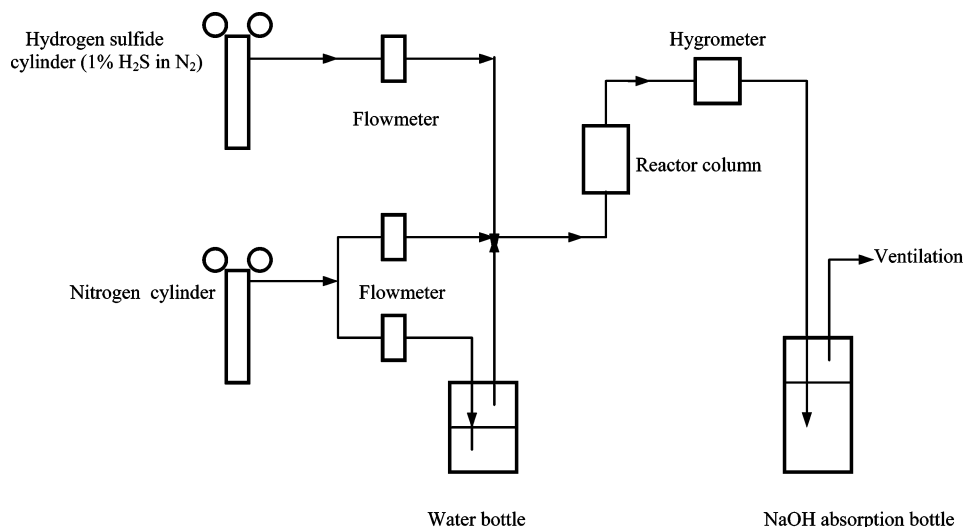 Hydrogen sulfide
cylinder (1% H₂S in N₂)
Flowmeter
Hygrometer
Reactor column
Nitrogen cylinder
Flowmeter
Ventilation
Water bottle
NaOH absorption bottle